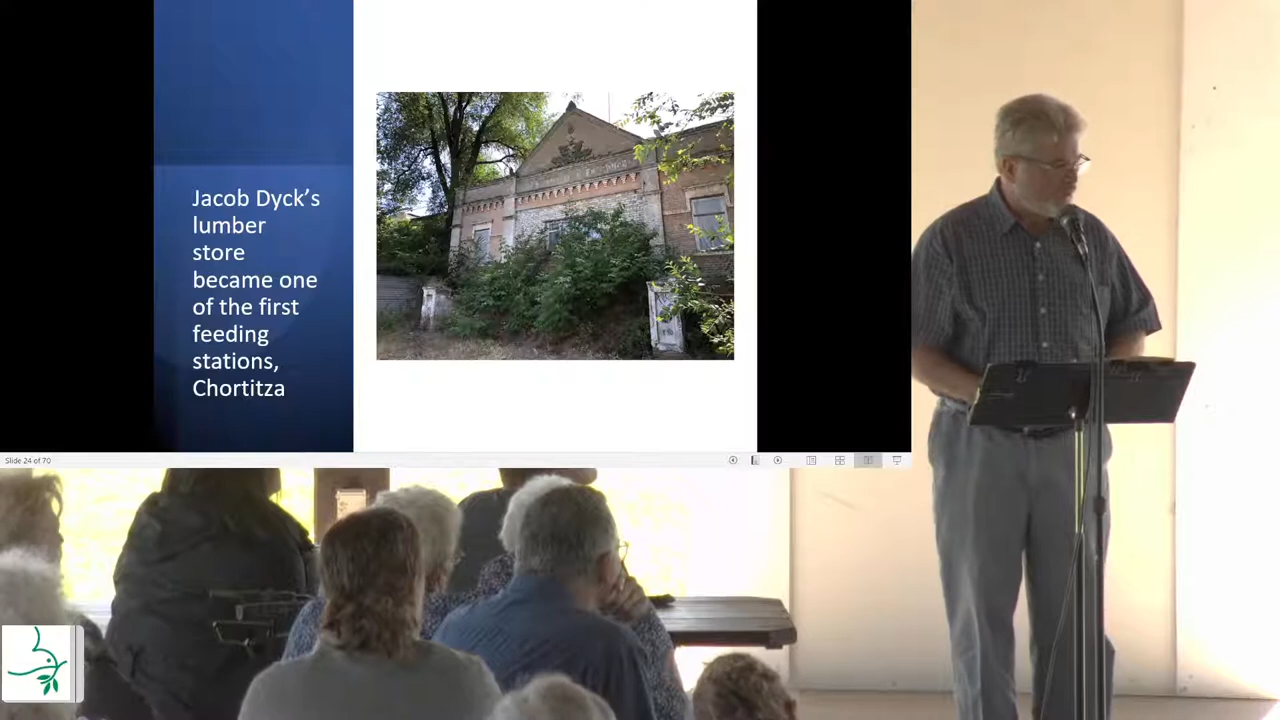 Jacob Dyck's
lumber
store
became one
of the first
feeding
stations,
Chortitza
Slide 24 of 70